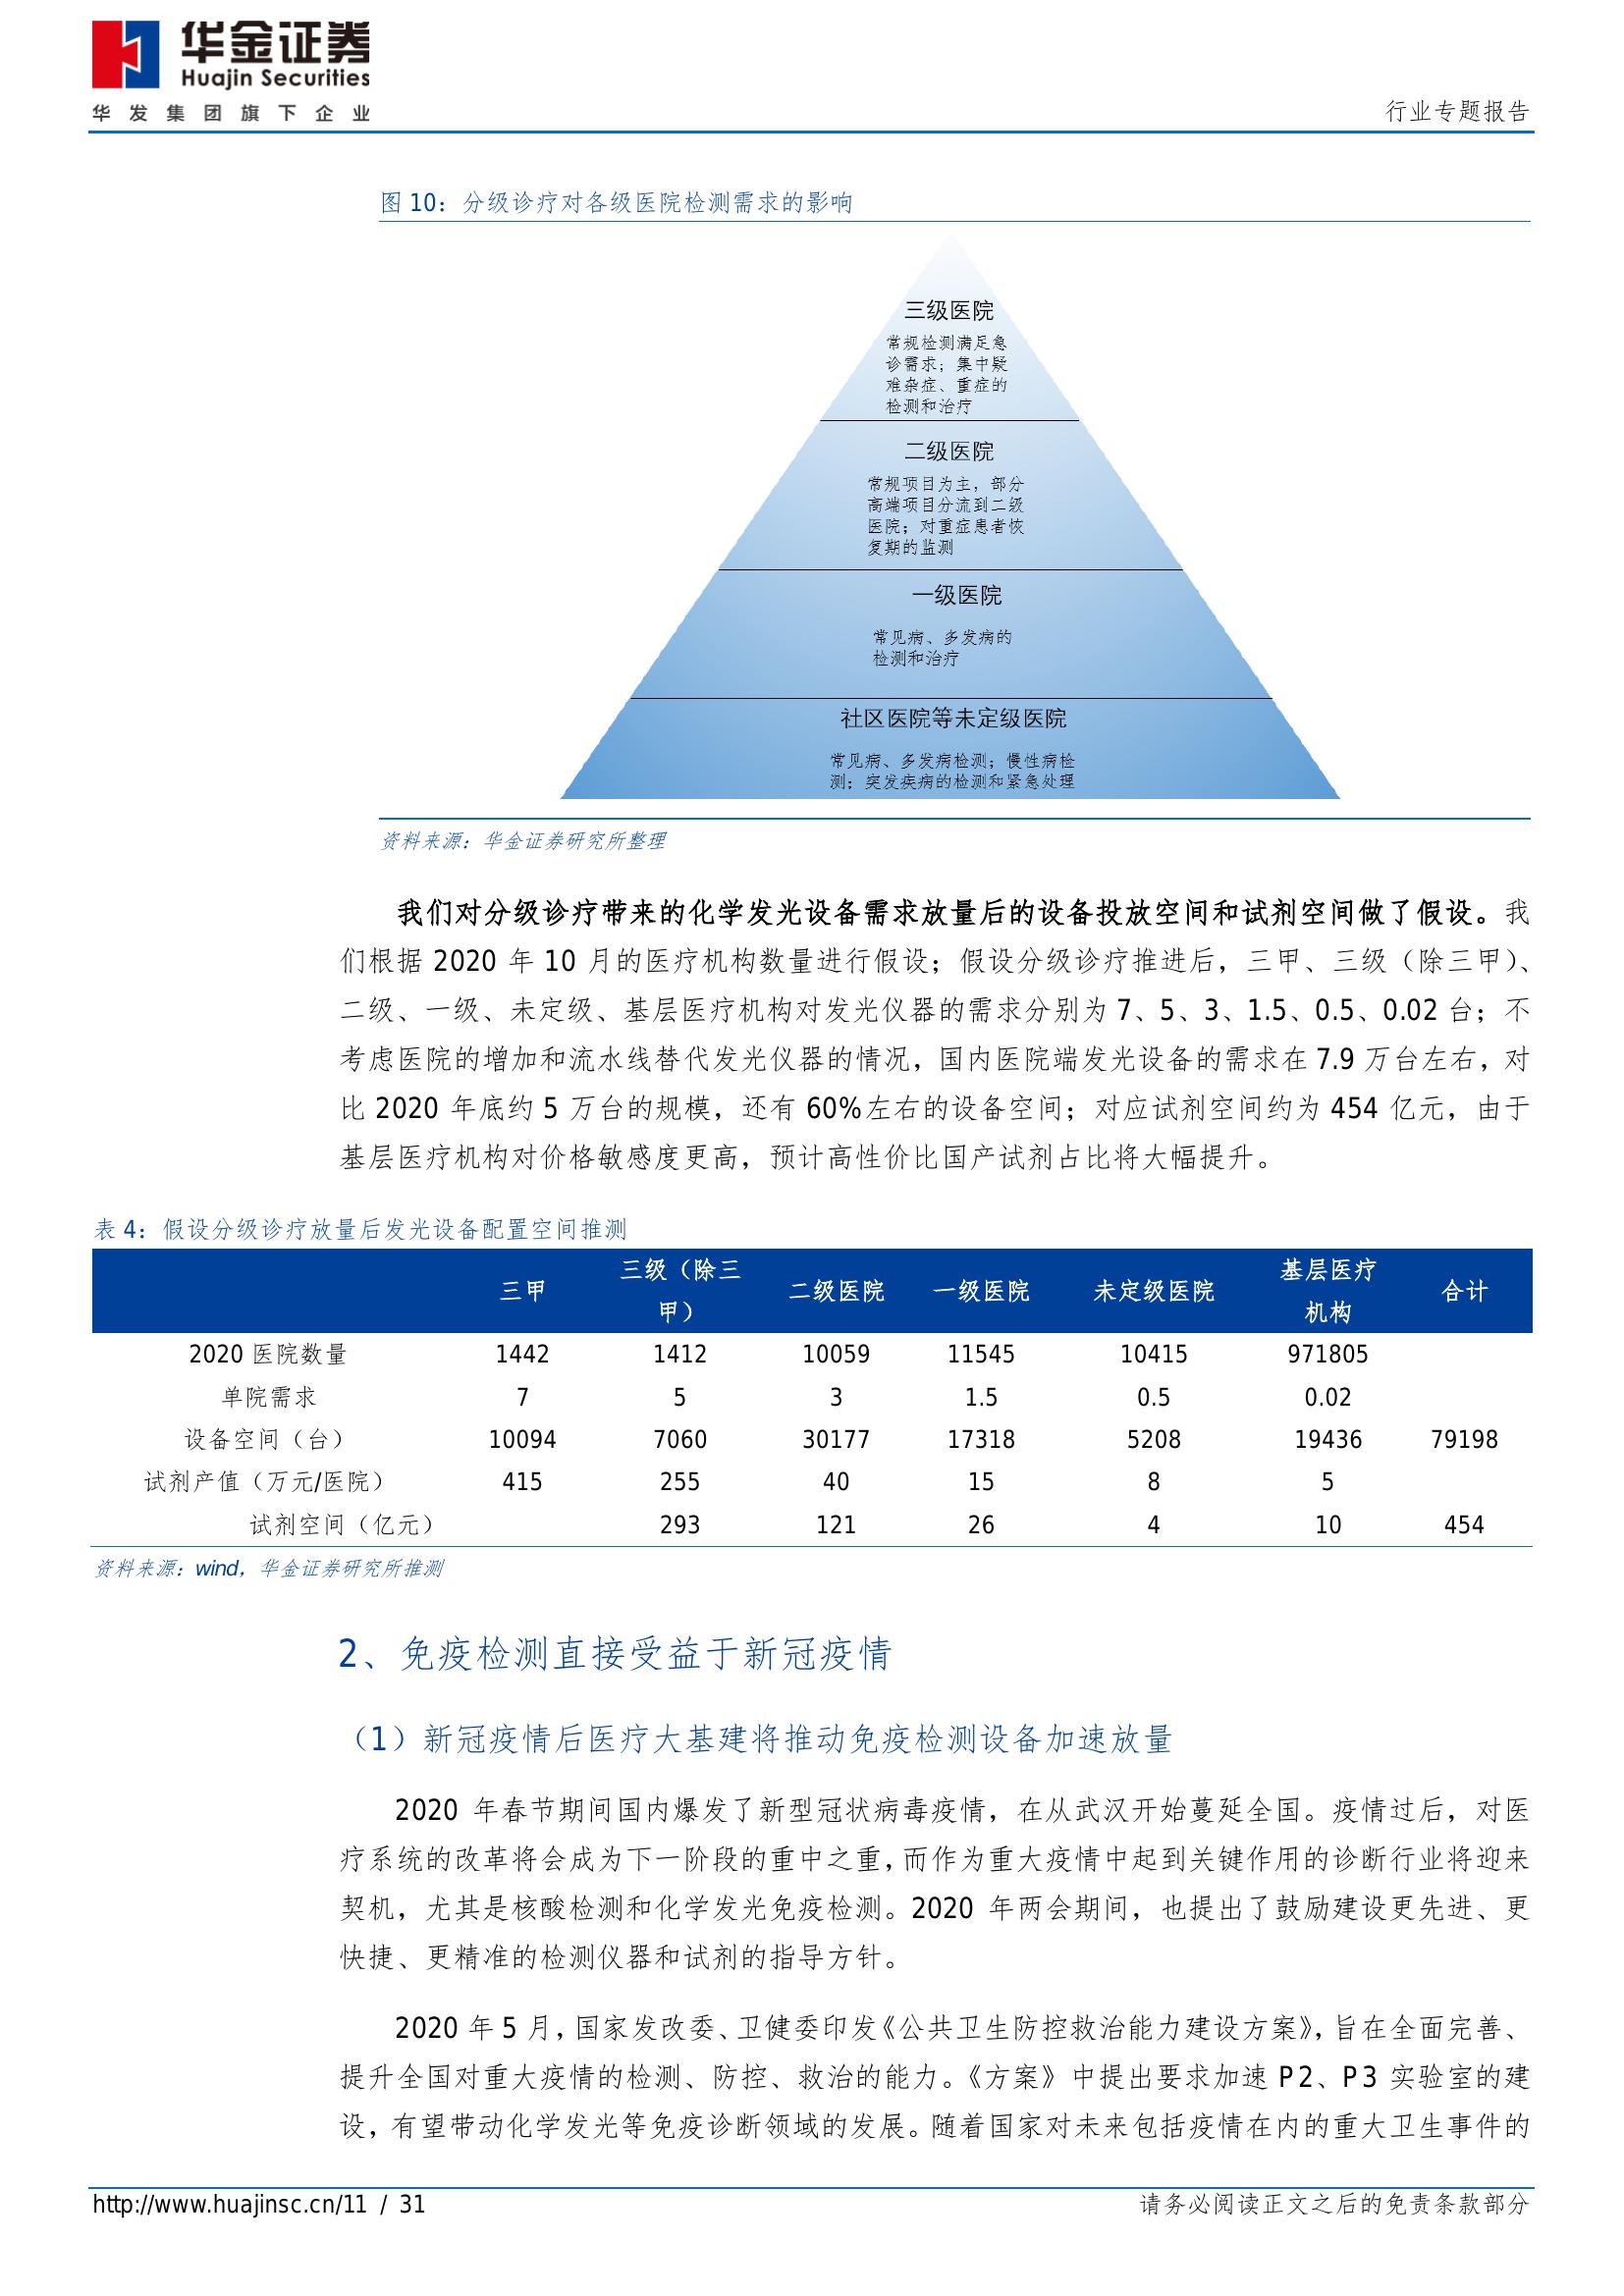 华金证券
Huajin Securities
华发集团旗下企业
行业专题报告
图 10：分级诊疗对各级医院检测需求的影响
三级医院
常规检测满足急
诊需求；集中疑
难杂症、重症的
检测和治疗
二级医院
常规项目为主，部分
高端项目分流到二级
医院；对重症患者恢
复期的监测
一级医院
常见病、多发病的
检测和治疗
社区医院等未定级医院
常见病、多发病检测；慢性病检
测；突发疾病的检测和紧急处理
资料来源：华金证券研究所整理
我们对分级诊疗带来的化学发光设备需求放量后的设备投放空间和试剂空间做了假设。我
们根据 2020 年 10 月的医疗机构数量进行假设；假设分级诊疗推进后，三甲、三级（除三甲）、
二级、一级、未定级、基层医疗机构对发光仪器的需求分别为 7、5、3、1.5、0.5、0.02 台；不
考虑医院的增加和流水线替代发光仪器的情况，国内医院端发光设备的需求在 7.9 万台左右，对
比 2020 年底约 5 万台的规模，还有 60%左右的设备空间；对应试剂空间约为 454 亿元，由于
基层医疗机构对价格敏感度更高，预计高性价比国产试剂占比将大幅提升。
表 4：假设分级诊疗放量后发光设备配置空间推测
三甲 三级（除三甲） 二级医院 一级医院 未定级医院 基层医疗机构 合计
2020 医院数量 1442 1412 10059 11545 10415 971805
单院需求 7 5 3 1.5 0.5 0.02
设备空间（台） 10094 7060 30177 17318 5208 19436 79198
试剂产值（万元/医院） 415 255 40 15 8 5
试剂空间（亿元） 293 121 26 4 10 454
资料来源：wind，华金证券研究所推测
2、免疫检测直接受益于新冠疫情
（1）新冠疫情后医疗大基建将推动免疫检测设备加速放量
2020 年春节期间国内爆发了新型冠状病毒疫情，在从武汉开始蔓延全国。疫情过后，对医
疗系统的改革将会成为下一阶段的重中之重，而作为重大疫情中起到关键作用的诊断行业将迎来
契机，尤其是核酸检测和化学发光免疫检测。2020 年两会期间，也提出了鼓励建设更先进、更
快捷、更精准的检测仪器和试剂的指导方针。
2020 年 5 月，国家发改委、卫健委印发《公共卫生防控救治能力建设方案》，旨在全面完善、
提升全国对重大疫情的检测、防控、救治的能力。《方案》中提出要求加速 P2、P3 实验室的建
设，有望带动化学发光等免疫诊断领域的发展。随着国家对未来包括疫情在内的重大卫生事件的
http://www.huajinsc.cn/11 / 31
请务必阅读正文之后的免责条款部分